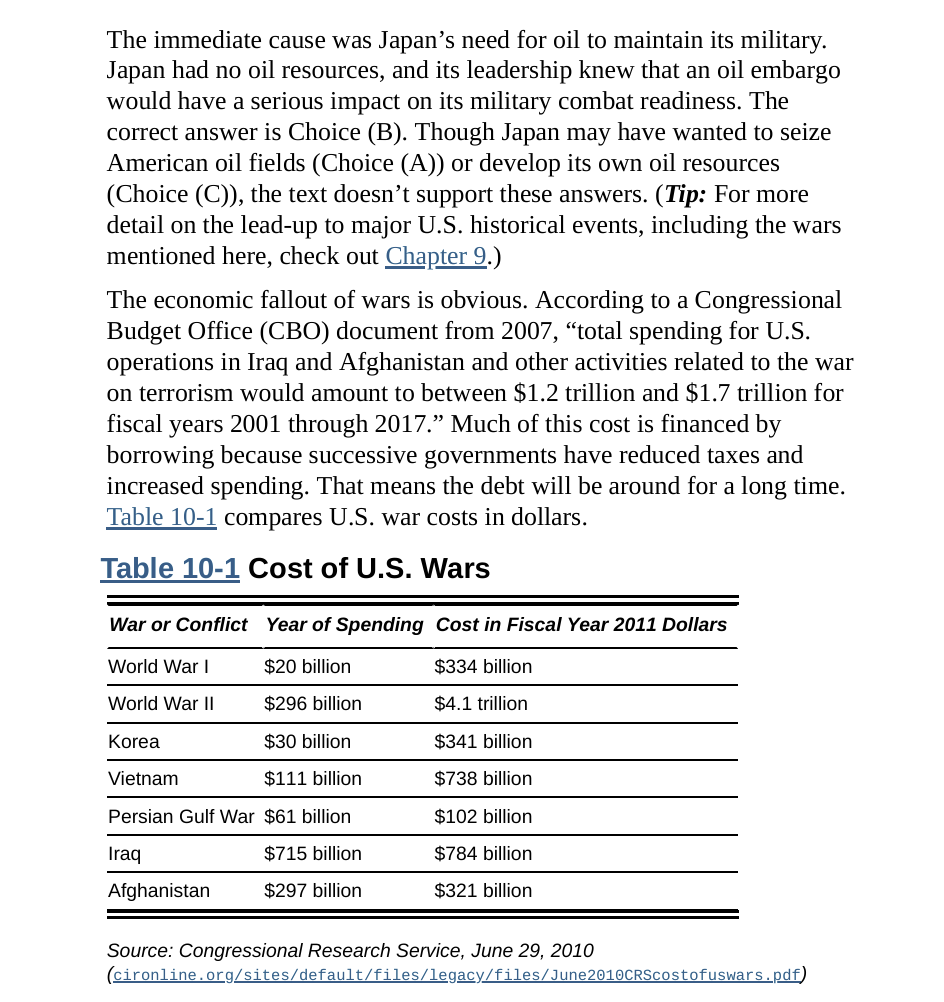 The immediate cause was Japan’s need for oil to maintain its military.
Japan had no oil resources, and its leadership knew that an oil embargo
would have a serious impact on its military combat readiness. The
correct answer is Choice (B). Though Japan may have wanted to seize
American oil fields (Choice (A)) or develop its own oil resources
(Choice (C)), the text doesn’t support these answers. (Tip: For more
detail on the lead-up to major U.S. historical events, including the wars
mentioned here, check out Chapter 9.)
The economic fallout of wars is obvious. According to a Congressional
Budget Office (CBO) document from 2007, “total spending for U.S.
operations in Iraq and Afghanistan and other activities related to the war
on terrorism would amount to between $1.2 trillion and $1.7 trillion for
fiscal years 2001 through 2017.” Much of this cost is financed by
borrowing because successive governments have reduced taxes and
increased spending. That means the debt will be around for a long time.
Table 10-1 compares U.S. war costs in dollars.
Table 10-1 Cost of U.S. Wars
War or Conflict Year of Spending Cost in Fiscal Year 2011 Dollars
World War I $20 billion $334 billion
World War II $296 billion $4.1 trillion
Korea $30 billion $341 billion
Vietnam $111 billion $738 billion
Persian Gulf War $61 billion $102 billion
Iraq $715 billion $784 billion
Afghanistan $297 billion $321 billion
Source: Congressional Research Service, June 29, 2010
(cironline.org/sites/default/files/legacy/files/June2010CRScostofuswars.pdf)